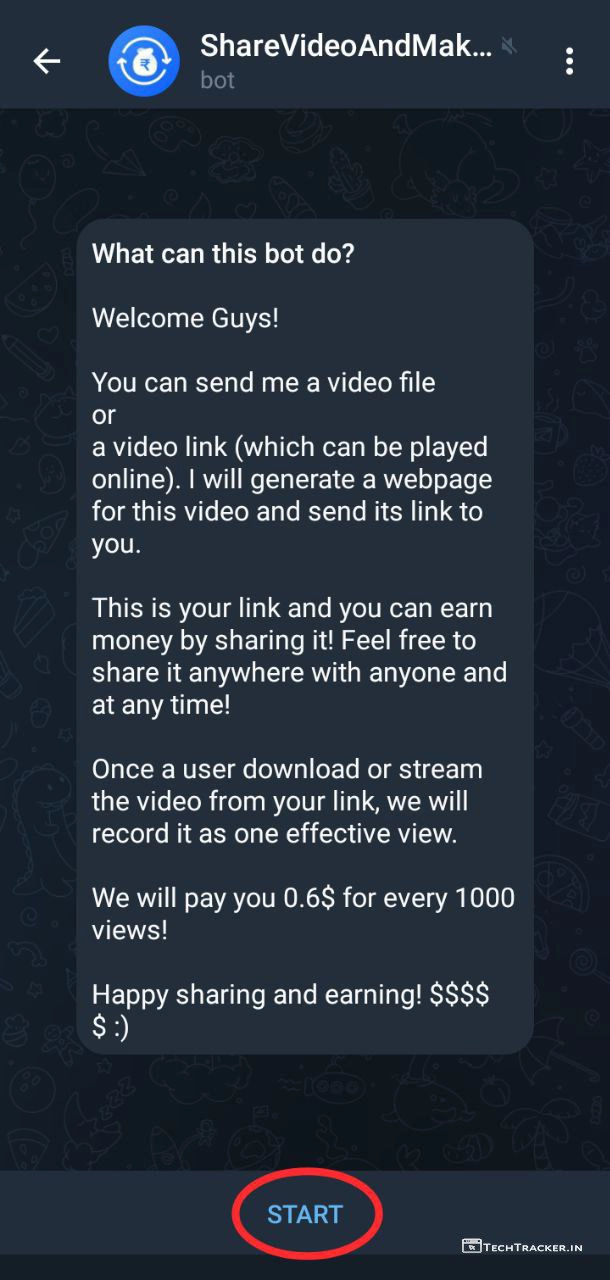 ShareVideoAndMak...
bot
What can this bot do?
Welcome Guys!
You can send me a video file
or
a video link (which can be played
online). I will generate a webpage
for this video and send its link to
you.
This is your link and you can earn
money by sharing it! Feel free to
share it anywhere with anyone and
at any time!
Once a user download or stream
the video from your link, we will
record it as one effective view.
We will pay you 0.6$ for every 1000
views!
Happy sharing and earning! $$$$
$ :)
START
TECHTRACKER.IN